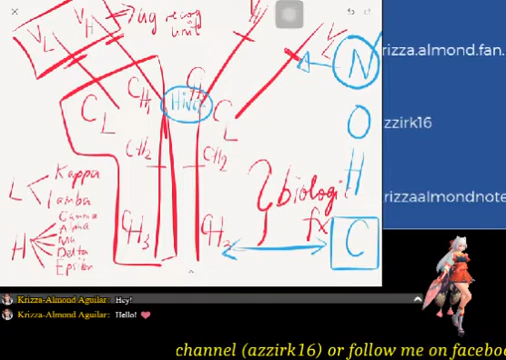 VL VH
ag recog
unit
CH1
CH1
CL
CL
Hinge
CH2
CH2
CH3
CH3
biologic
fx
L
Kappa
lamba
H
Gamma
Alpha
Mu
Delta
Epsilon
N
O
H
C
krizza.almond.fan.
azzirk16
krizzaalmondnote
Krizza-Almond Aguilar: Hey!
Krizza-Almond Aguilar: Hello!
channel (azzirk16) or follow me on faceboo